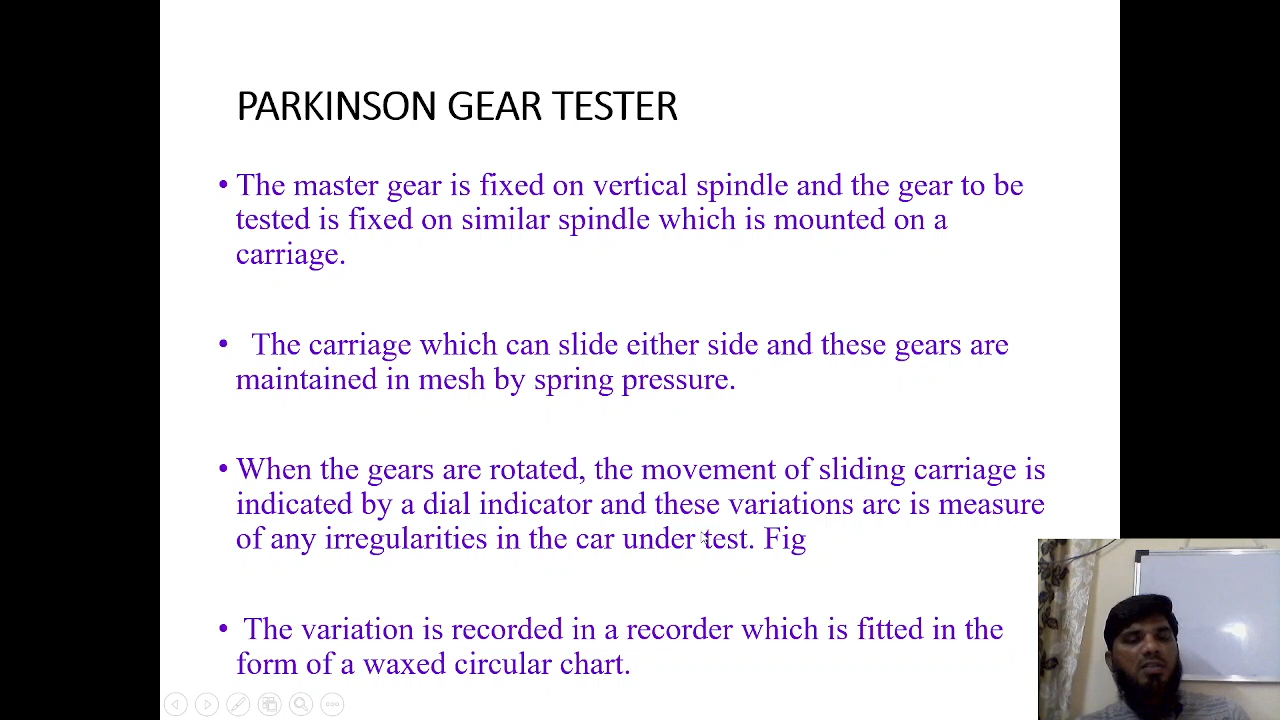 PARKINSON GEAR TESTER
• The master gear is fixed on vertical spindle and the gear to be
tested is fixed on similar spindle which is mounted on a
carriage.
• The carriage which can slide either side and these gears are
maintained in mesh by spring pressure.
• When the gears are rotated, the movement of sliding carriage is
indicated by a dial indicator and these variations arc is measure
of any irregularities in the car under test. Fig
• The variation is recorded in a recorder which is fitted in the
form of a waxed circular chart.